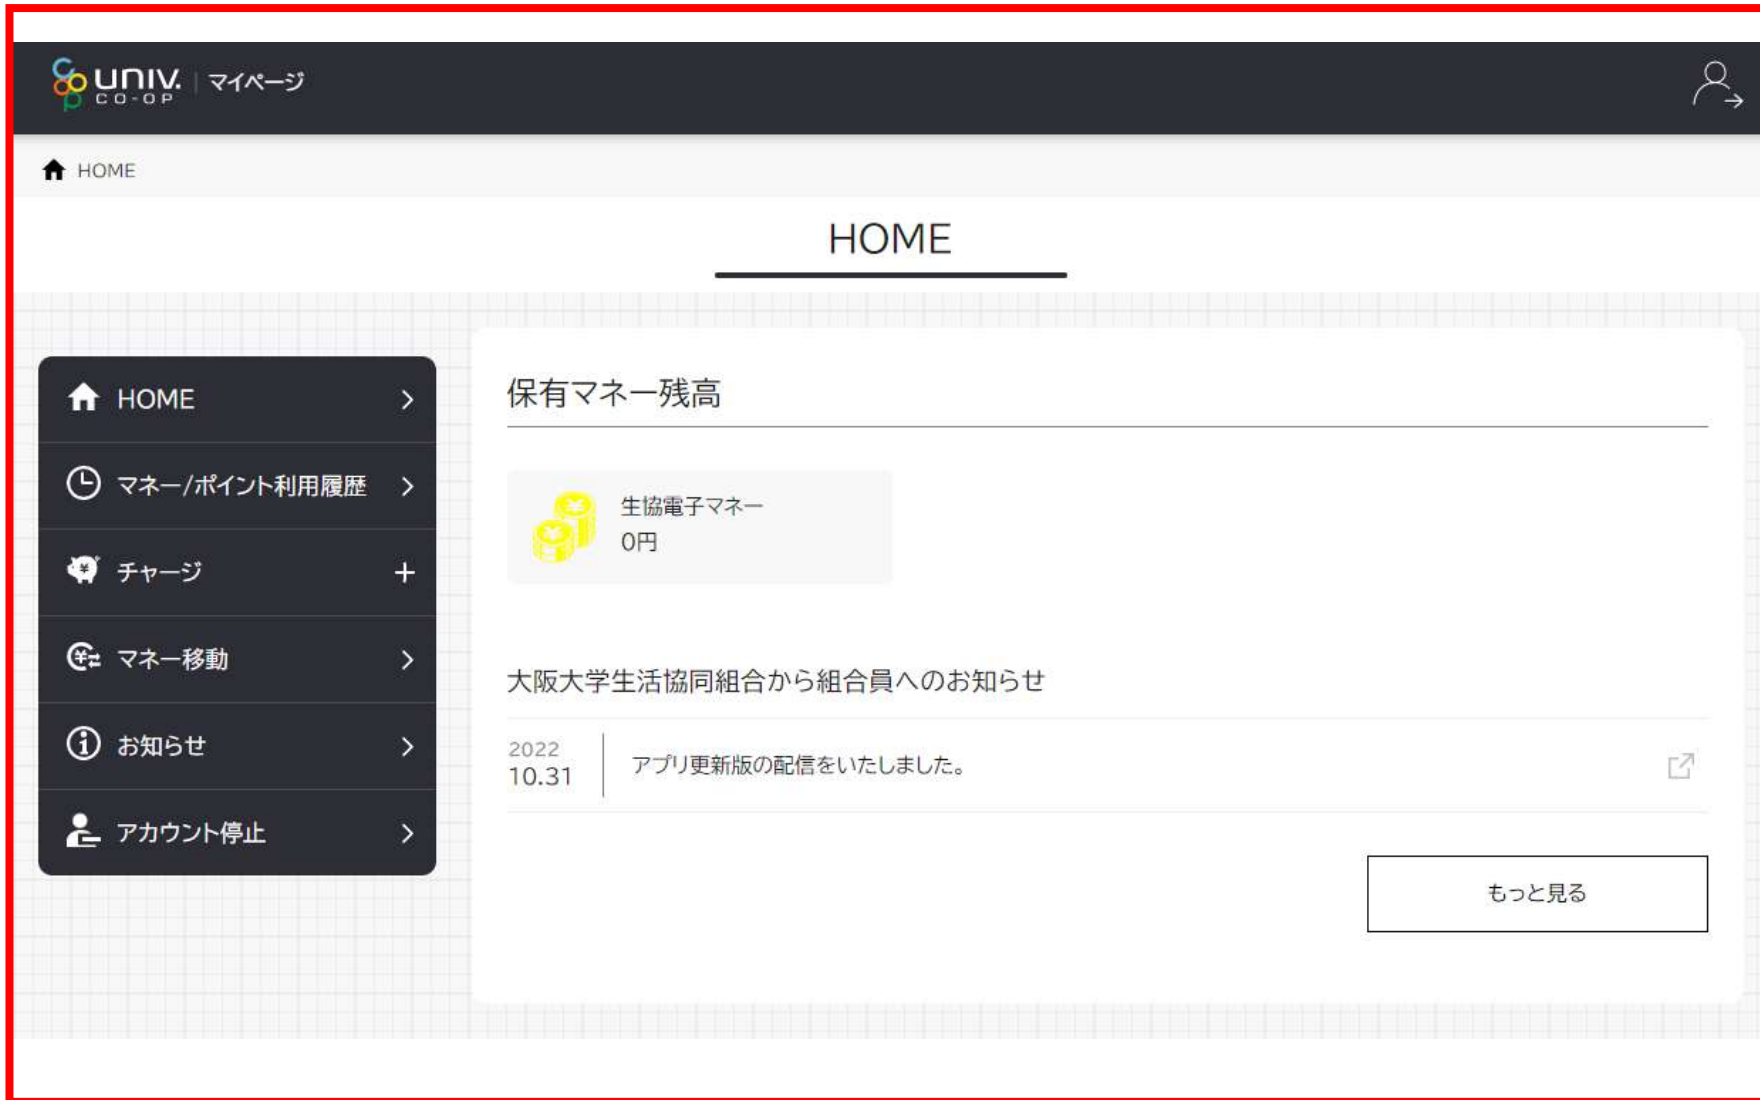 UNIV. CO-OP マイページ
HOME
HOME
HOME
マネー/ポイント利用履歴
チャージ
マネー移動
お知らせ
アカウント停止
保有マネー残高
生協電子マネー
0円
大阪大学生活協同組合から組合員へのお知らせ
2022
10.31
アプリ更新版の配信をいたしました。
もっと見る